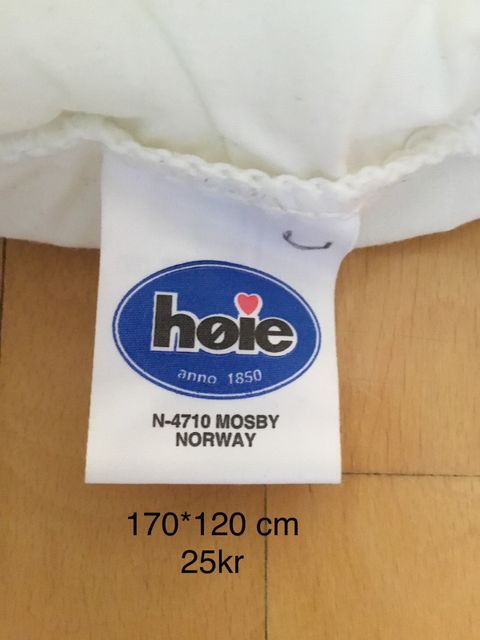 høie
anno 1850
N-4710 MOSBY
NORWAY
170*120 cm
25kr